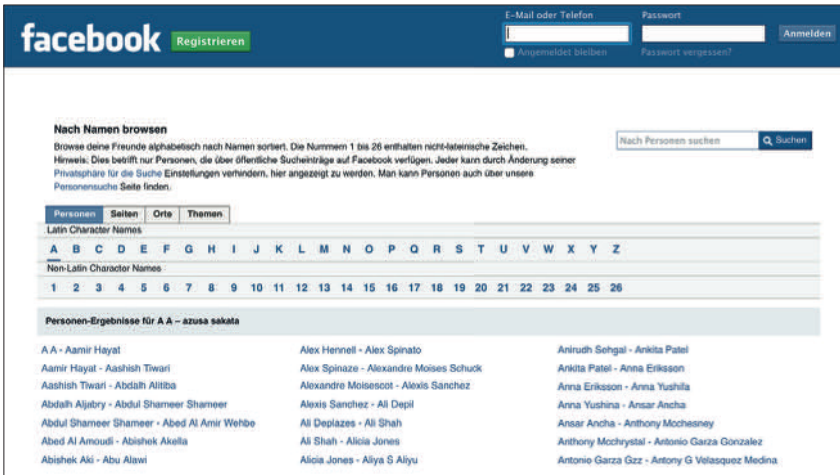 facebook Registrieren
E-Mail oder Telefon Passwort
Anmelden
Angemeldet bleiben Passwort vergessen?
Nach Namen browsen
Browse deine Freunde alphabetisch nach Namen sortiert. Die Nummern 1 bis 26 enthalten nicht-lateinische Zeichen.
Hinweis: Dies betrifft nur Personen, die über öffentliche Sucheinträge auf Facebook verfügen. Jeder kann durch Änderung seiner
Privatsphäre für die Suche Einstellungen verhindern, hier angezeigt zu werden. Man kann Personen auch über unsere
Personensuche Seite finden.
Nach Personen suchen Suchen
Personen Seiten Orte Themen
Latin Character Names
A B C D E F G H I J K L M N O P Q R S T U V W X Y Z
Non-Latin Charactor Names
1 2 3 4 5 6 7 8 9 10 11 12 13 14 15 16 17 18 19 20 21 22 23 24 25 26
Personen-Ergebnisse für A A – azusa sakata
A A - Aamir Hayat
Aamir Hayat - Aashish Tiwari
Aashish Tiwari - Abdalh Alitiba
Abdalh Aljabry - Abdul Shameer Shameer
Abdul Shameer Shameer - Abed Al Amir Wehbe
Abed Al Amoudi - Abishek Akella
Abishek Aki - Abu Alawi
Alex Hennell - Alex Spinato
Alex Spinaze - Alexandre Moises Schuck
Alexandre Moisescot - Alexis Sanchez
Alexis Sanchez - Ali Depil
Ali Deplazes - Ali Shah
Ali Shah - Alicia Jones
Alicia Jones - Aliya S Aliyu
Anirudh Sehgal - Ankita Patel
Ankita Patel - Anna Eriksson
Anna Eriksson - Anna Yushila
Anna Yushina - Ansar Ancha
Ansar Ancha - Anthony Mcchesney
Anthony Mcchrystal - Antonio Garza Gonzalez
Antonio Garza Gzz - Antony G Velasquez Medina